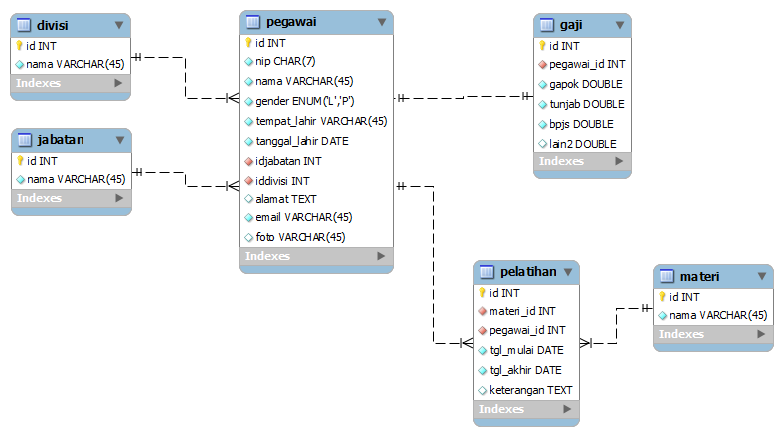 divisi
id INT
nama VARCHAR(45)
Indexes
jabatan
id INT
nama VARCHAR(45)
Indexes
pegawai
id INT
nip CHAR(7)
nama VARCHAR(45)
gender ENUM('L','P')
tempat_lahir VARCHAR(45)
tanggal_lahir DATE
idjabatan INT
iddivisi INT
alamat TEXT
email VARCHAR(45)
foto VARCHAR(45)
Indexes
gaji
id INT
pegawai_id INT
gapok DOUBLE
tunjab DOUBLE
bpjs DOUBLE
lain2 DOUBLE
Indexes
pelatihan
id INT
materi_id INT
pegawai_id INT
tgl_mulai DATE
tgl_akhir DATE
keterangan TEXT
Indexes
materi
id INT
nama VARCHAR(45)
Indexes